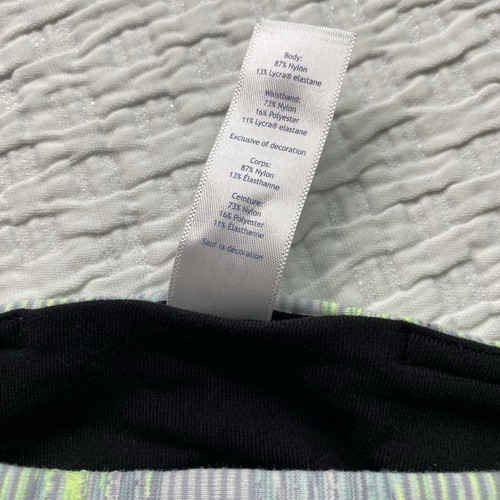 Body:
87% Nylon
13% Lycra® elastane
Waistband:
73% Nylon
16% Polyester
11% Lycra® elastane
Exclusive of decoration
Corps:
87% Nylon
13% Élasthanne
Ceinture:
73% Nylon
16% Polyester
11% Élasthanne
Sauf la décoration